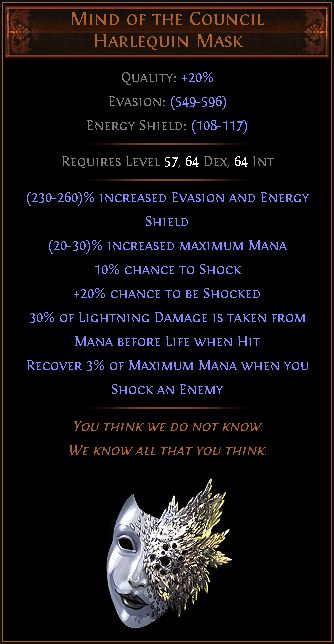 Mind of the Council
Harlequin Mask
Quality: +20%
Evasion: (549-596)
Energy Shield: (108-117)
Requires Level 57, 64 Dex, 64 Int
(230-260)% increased Evasion and Energy
Shield
(20-30)% increased maximum Mana
10% chance to Shock
+20% chance to be Shocked
30% of Lightning Damage is taken from
Mana before Life when Hit
Recover 3% of Maximum Mana when you
Shock an Enemy
You think we do not know.
We know all that you think.